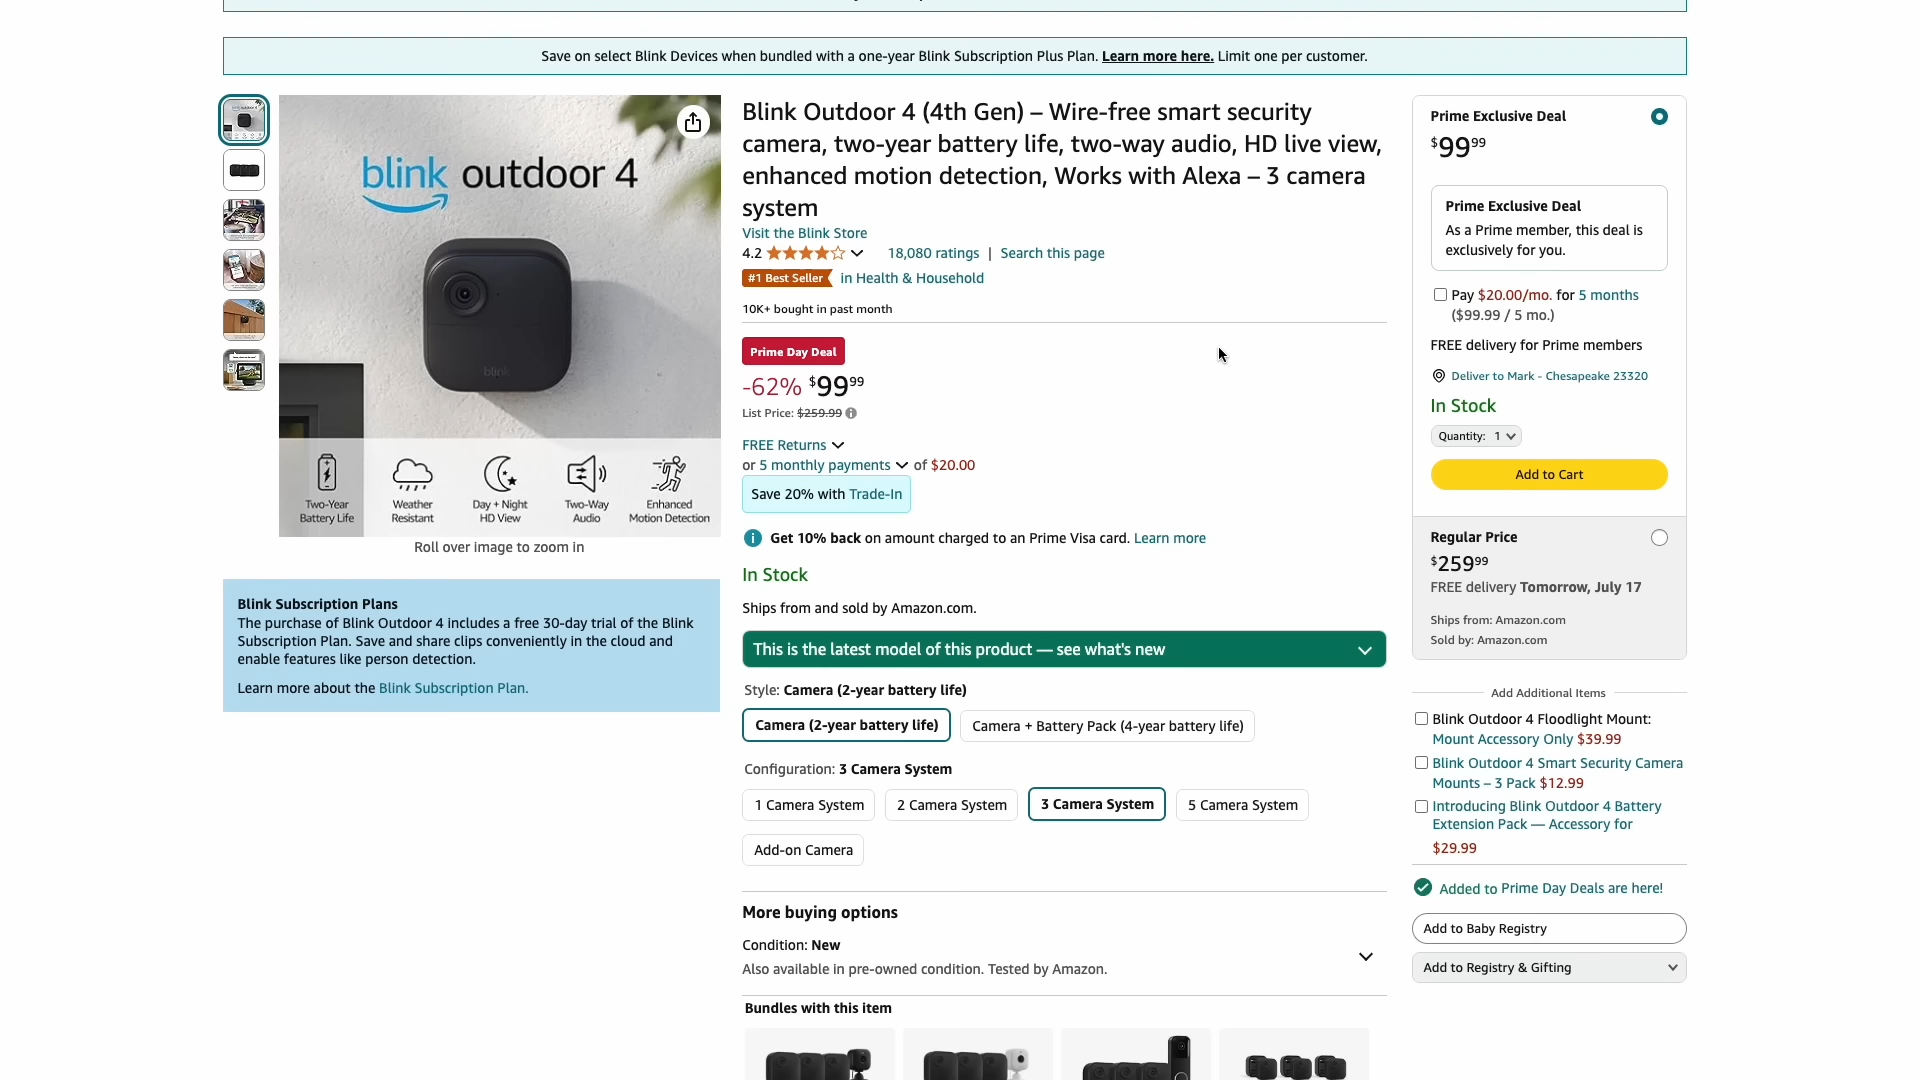 Save on select Blink Devices when bundled with a one-year Blink Subscription Plus Plan. Learn more here. Limit one per customer.
blink outdoor 4
blink
Two-Year
Battery Life
Weather
Resistant
Day + Night
HD View
Two-Way
Audio
Enhanced
Motion Detection
Roll over image to zoom in
Blink Subscription Plans
The purchase of Blink Outdoor 4 includes a free 30-day trial of the Blink
Subscription Plan. Save and share clips conveniently in the cloud and
enable features like person detection.
Learn more about the Blink Subscription Plan.
Blink Outdoor 4 (4th Gen) – Wire-free smart security
camera, two-year battery life, two-way audio, HD live view,
enhanced motion detection, Works with Alexa – 3 camera
system
Visit the Blink Store
4.2 18,080 ratings | Search this page
#1 Best Seller in Health & Household
10K+ bought in past month
Prime Day Deal
-62% $99.99
List Price: $259.99
FREE Returns
or 5 monthly payments of $20.00
Save 20% with Trade-In
Get 10% back on amount charged to an Prime Visa card. Learn more
In Stock
Ships from and sold by Amazon.com.
This is the latest model of this product — see what's new
Style: Camera (2-year battery life)
Camera (2-year battery life) Camera + Battery Pack (4-year battery life)
Configuration: 3 Camera System
1 Camera System 2 Camera System 3 Camera System 5 Camera System
Add-on Camera
More buying options
Condition: New
Also available in pre-owned condition. Tested by Amazon.
Bundles with this item
Prime Exclusive Deal
$99.99
Prime Exclusive Deal
As a Prime member, this deal is
exclusively for you.
Pay $20.00/mo. for 5 months
($99.99 / 5 mo.)
FREE delivery for Prime members
Deliver to Mark - Chesapeake 23320
In Stock
Quantity: 1
Add to Cart
Regular Price
$259.99
FREE delivery Tomorrow, July 17
Ships from: Amazon.com
Sold by: Amazon.com
Add Additional Items
Blink Outdoor 4 Floodlight Mount:
Mount Accessory Only $39.99
Blink Outdoor 4 Smart Security Camera
Mounts – 3 Pack $12.99
Introducing Blink Outdoor 4 Battery
Extension Pack — Accessory for
$29.99
Added to Prime Day Deals are here!
Add to Baby Registry
Add to Registry & Gifting